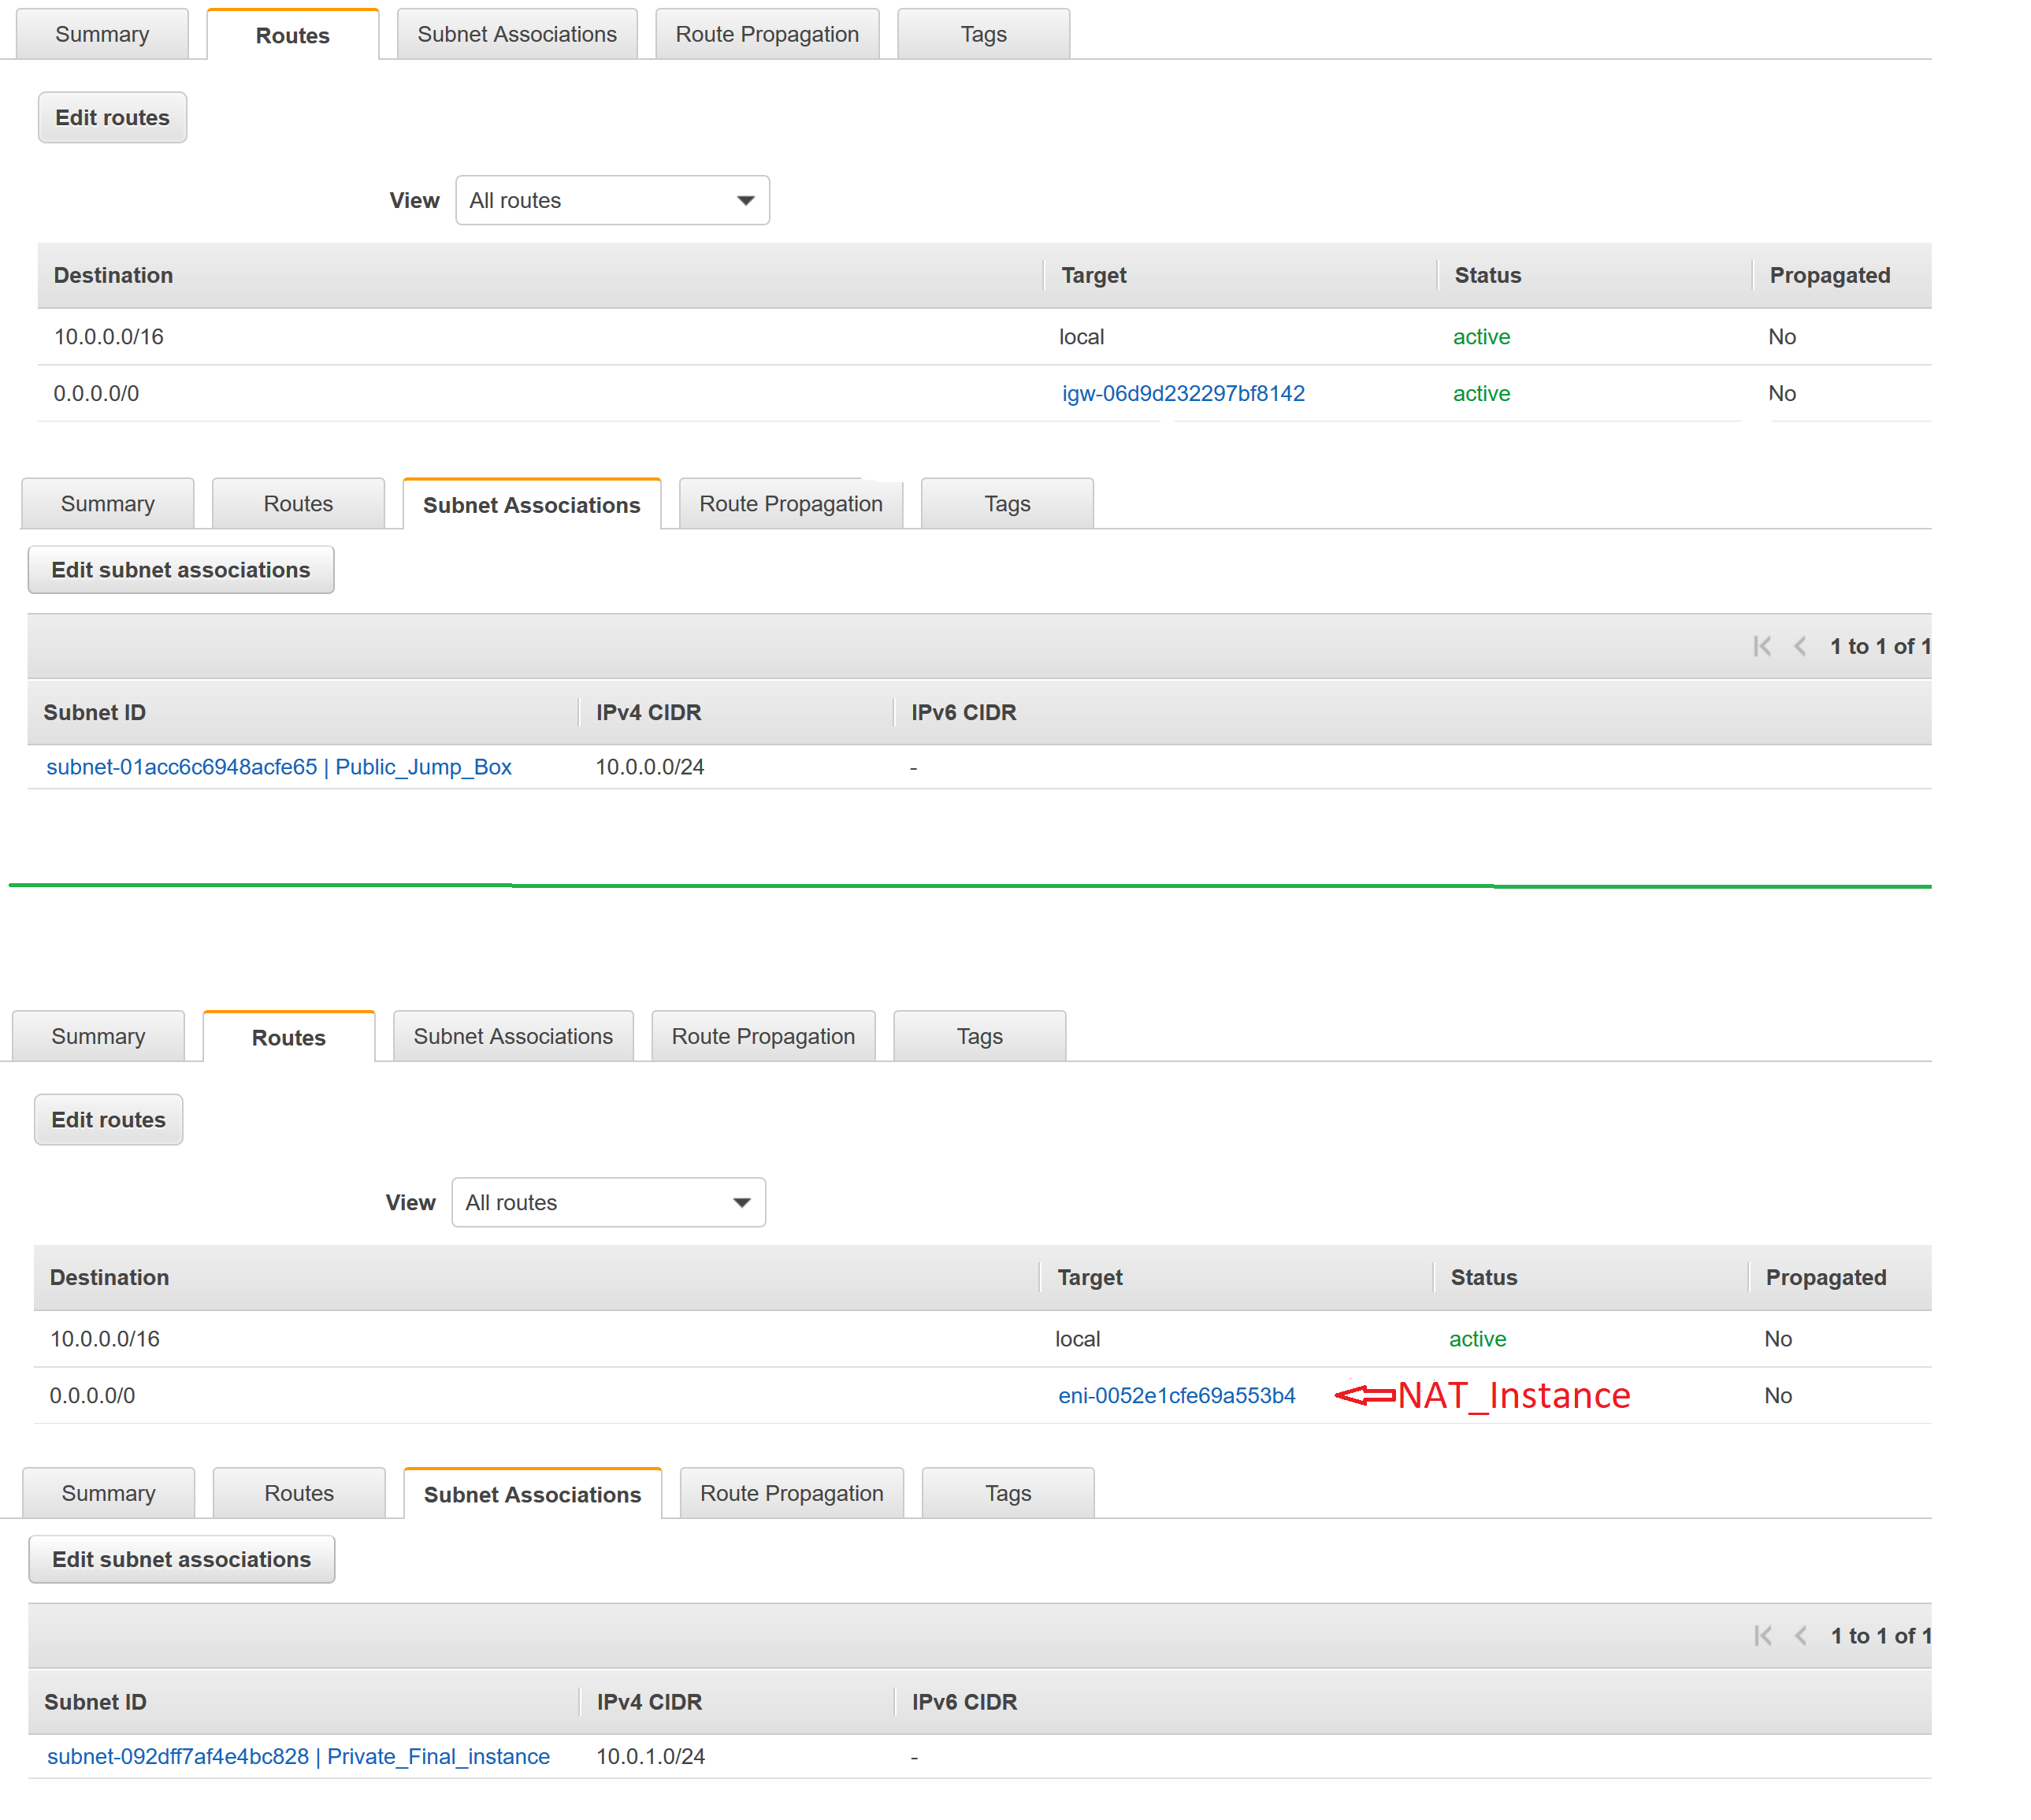 Summary Routes Subnet Associations Route Propagation Tags
Edit routes
View All routes
Destination Target Status Propagated
10.0.0.0/16 local active No
0.0.0.0/0 igw-06d9d232297bf8142 active No
Summary Routes Subnet Associations Route Propagation Tags
Edit subnet associations
1 to 1 of 1
Subnet ID IPv4 CIDR IPv6 CIDR
subnet-01acc6c6948acfe65 | Public_Jump_Box 10.0.0.0/24 -
Summary Routes Subnet Associations Route Propagation Tags
Edit routes
View All routes
Destination Target Status Propagated
10.0.0.0/16 local active No
0.0.0.0/0 eni-0052e1cfe69a553b4 NAT_Instance No
Summary Routes Subnet Associations Route Propagation Tags
Edit subnet associations
1 to 1 of 1
Subnet ID IPv4 CIDR IPv6 CIDR
subnet-092dff7af4e4bc828 | Private_Final_instance 10.0.1.0/24 -